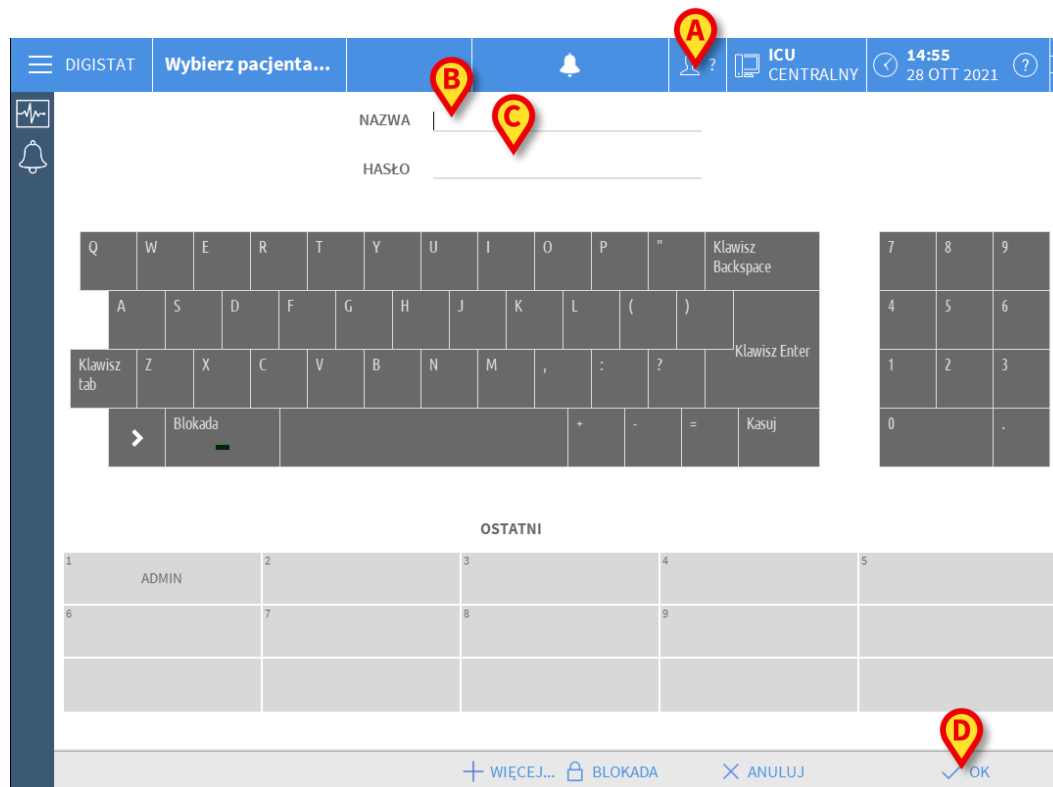 A
DIGISTAT Wybierz pacjenta... ? ICU CENTRALNY 14:55 28 OTT 2021 ?
B
C
NAZWA
HASŁO
Q W E R T Y U I O P " Klawisz Backspace 7 8 9
A S D F G H J K L ( ) Klawisz Enter 4 5 6
Klawisz tab Z X C V B N M , : ? 1 2 3
Blokada + - = Kasuj 0 .
OSTATNI
1 ADMIN 2 3 4 5
6 7 8 9
D
WIĘCEJ... BLOKADA ANULUJ OK